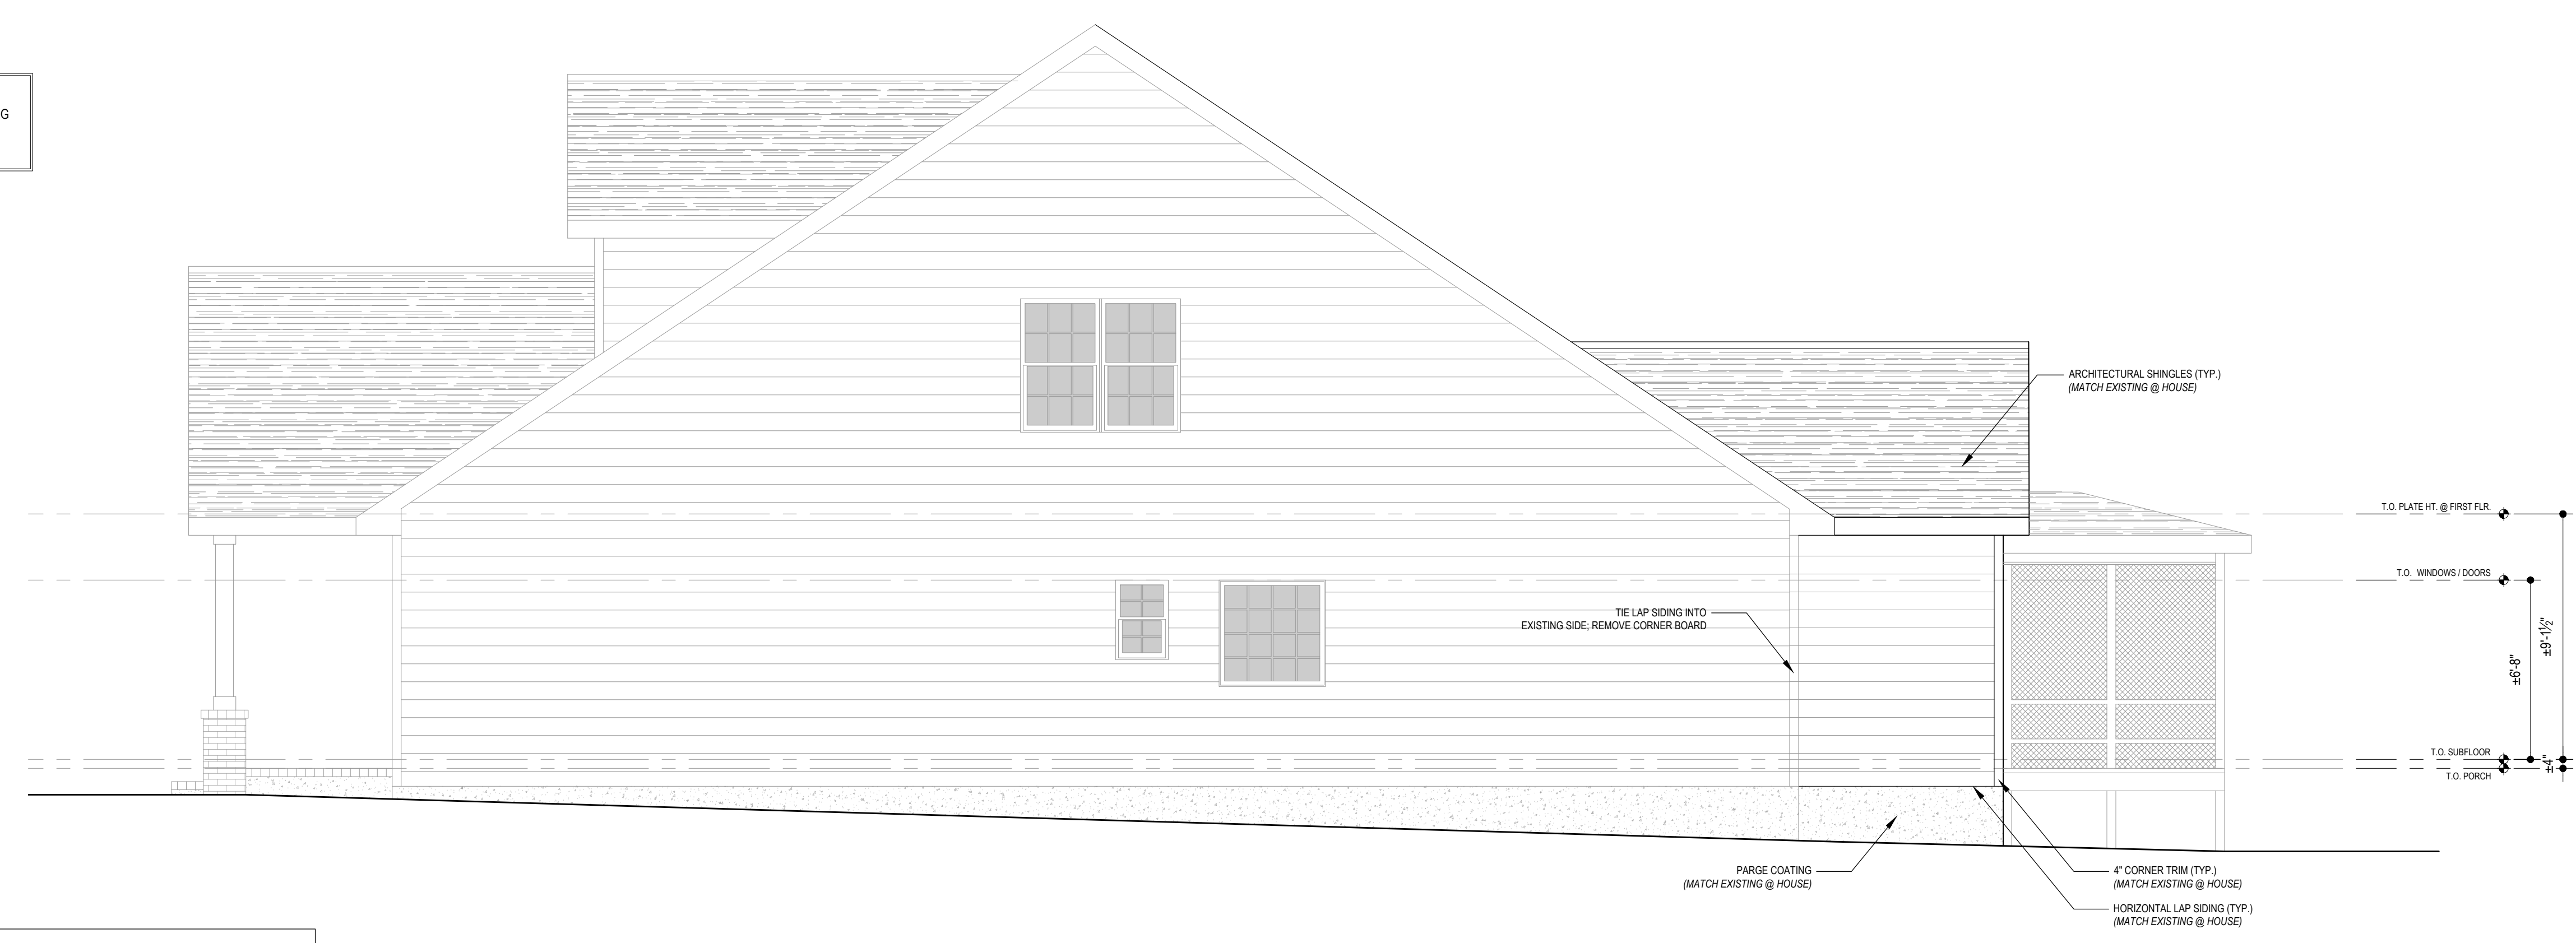 G
ARCHITECTURAL SHINGLES (TYP.)
(MATCH EXISTING @ HOUSE)
T.O. PLATE HT. @ FIRST FLR.
T.O. WINDOWS / DOORS
TIE LAP SIDING INTO
EXISTING SIDE; REMOVE CORNER BOARD
±6'-8"
±9'-1½"
T.O. SUBFLOOR
±4"
T.O. PORCH
PARGE COATING
(MATCH EXISTING @ HOUSE)
4" CORNER TRIM (TYP.)
(MATCH EXISTING @ HOUSE)
HORIZONTAL LAP SIDING (TYP.)
(MATCH EXISTING @ HOUSE)